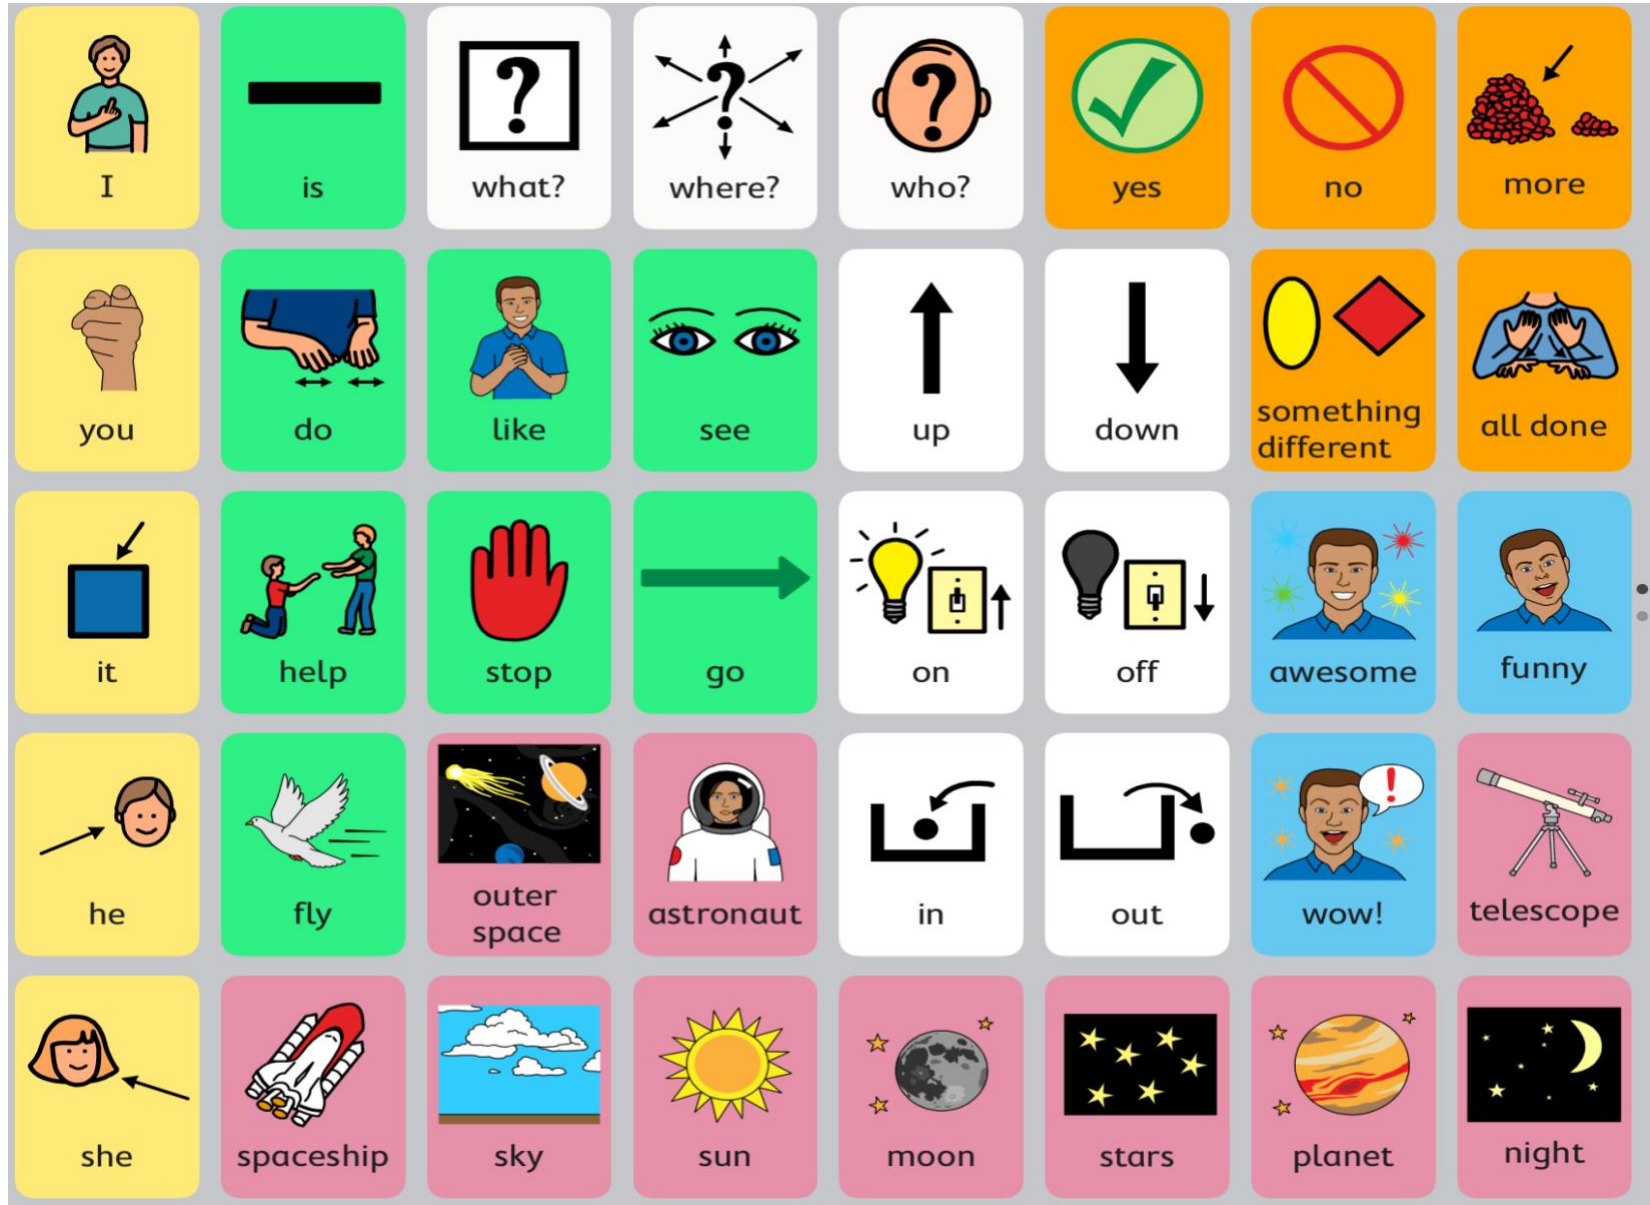 I
is
what?
where?
who?
yes
no
more
you
do
like
see
up
down
something
different
all done
it
help
stop
go
on
off
awesome
funny
he
fly
outer
space
astronaut
in
out
wow!
telescope
she
spaceship
sky
sun
moon
stars
planet
night